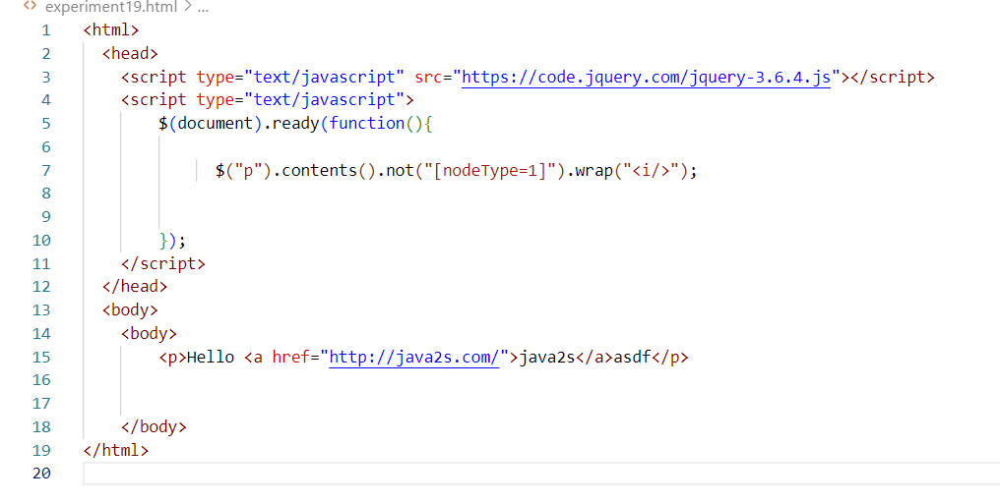 experiment19.html > ...
1 <html>
2 <head>
3 <script type="text/javascript" src="https://code.jquery.com/jquery-3.6.4.js"></script>
4 <script type="text/javascript">
5 $(document).ready(function(){
6
7 $("p").contents().not("[nodeType=1]").wrap("<i/>");
8
9
10 });
11 </script>
12 </head>
13 <body>
14 <body>
15 <p>Hello <a href="http://java2s.com/">java2s</a>asdf</p>
16
17
18 </body>
19 </html>
20